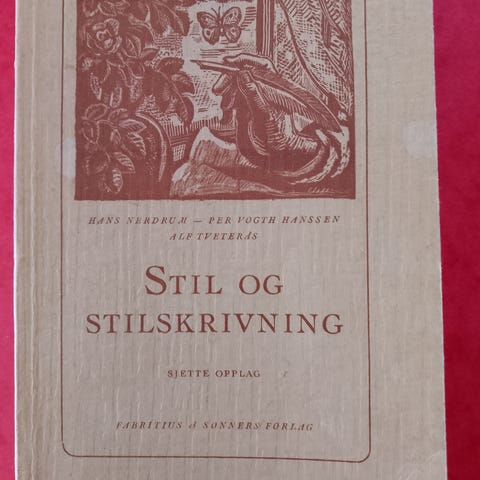 HANS NERDRUM — PER VOGTH HANSSEN
ALF TVETERÅS
STIL OG
STILSKRIVNING
SJETTE OPPLAG
FABRITIUS & SØNNERS FORLAG